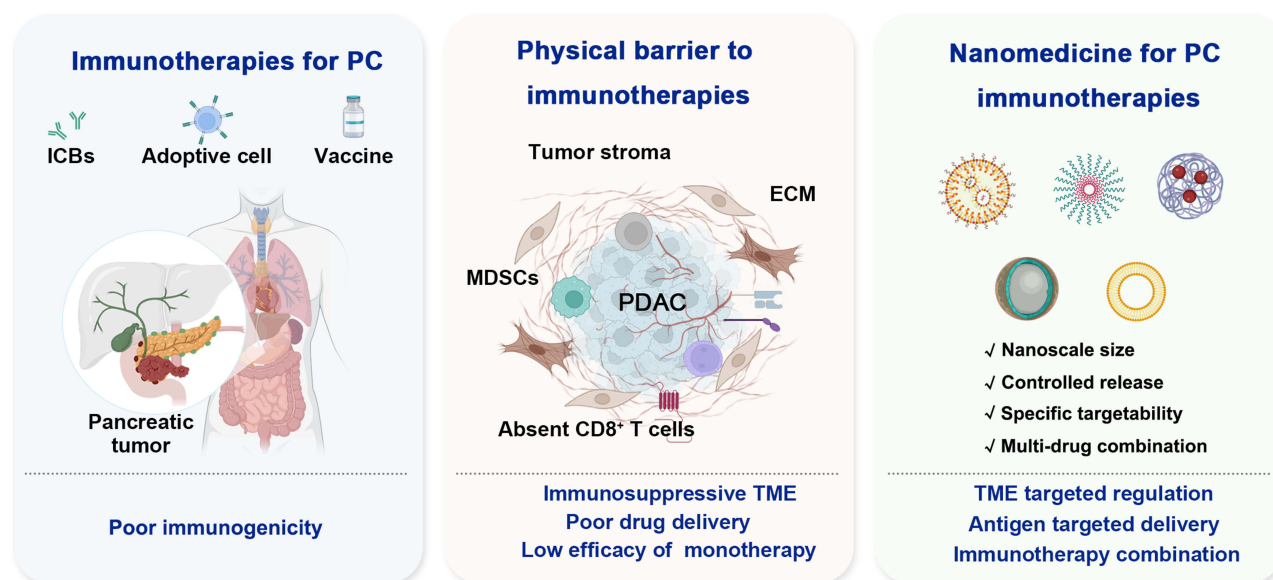 Immunotherapies for PC
ICBs
Adoptive cell
Vaccine
Pancreatic
tumor
Poor immunogenicity
Physical barrier to
immunotherapies
Tumor stroma
ECM
MDSCs
PDAC
Absent CD8⁺ T cells
Immunosuppressive TME
Poor drug delivery
Low efficacy of monotherapy
Nanomedicine for PC
immunotherapies
√ Nanoscale size
√ Controlled release
√ Specific targetability
√ Multi-drug combination
TME targeted regulation
Antigen targeted delivery
Immunotherapy combination